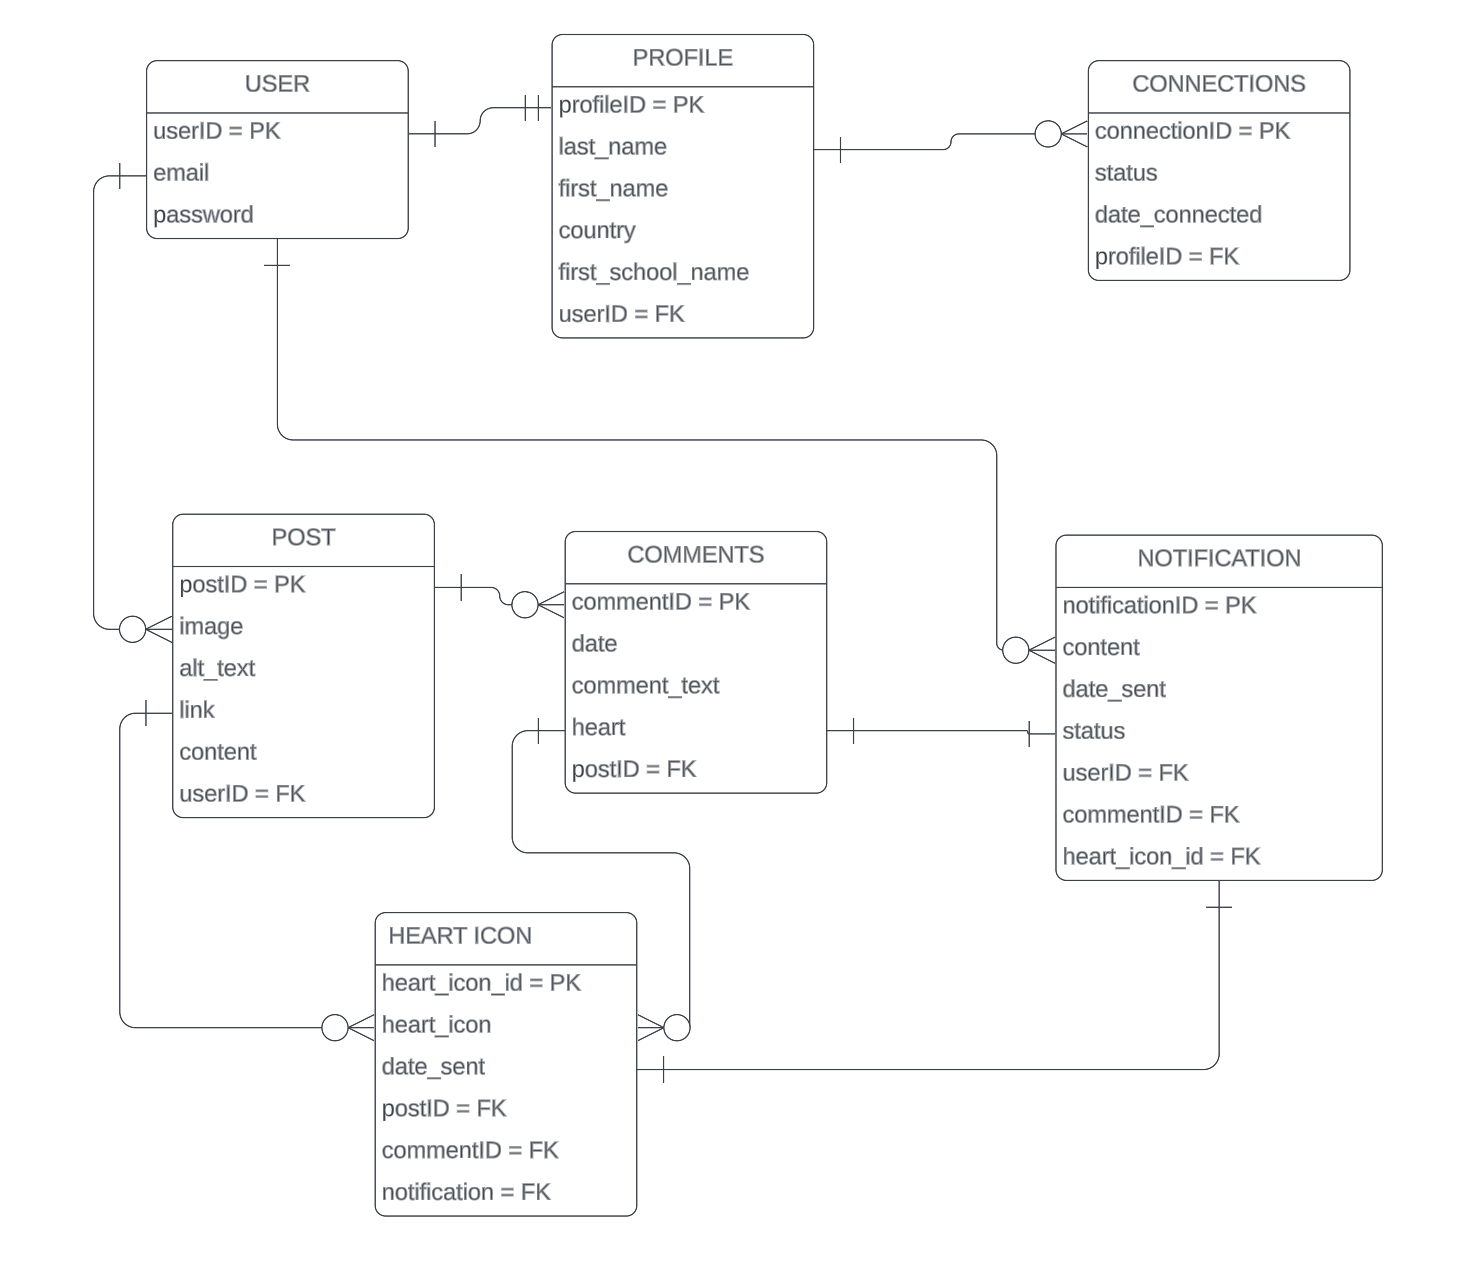 USER
userID = PK
email
password
PROFILE
profileID = PK
last_name
first_name
country
first_school_name
userID = FK
CONNECTIONS
connectionID = PK
status
date_connected
profileID = FK
POST
postID = PK
image
alt_text
link
content
userID = FK
COMMENTS
commentID = PK
date
comment_text
heart
postID = FK
NOTIFICATION
notificationID = PK
content
date_sent
status
userID = FK
commentID = FK
heart_icon_id = FK
HEART ICON
heart_icon_id = PK
heart_icon
date_sent
postID = FK
commentID = FK
notification = FK